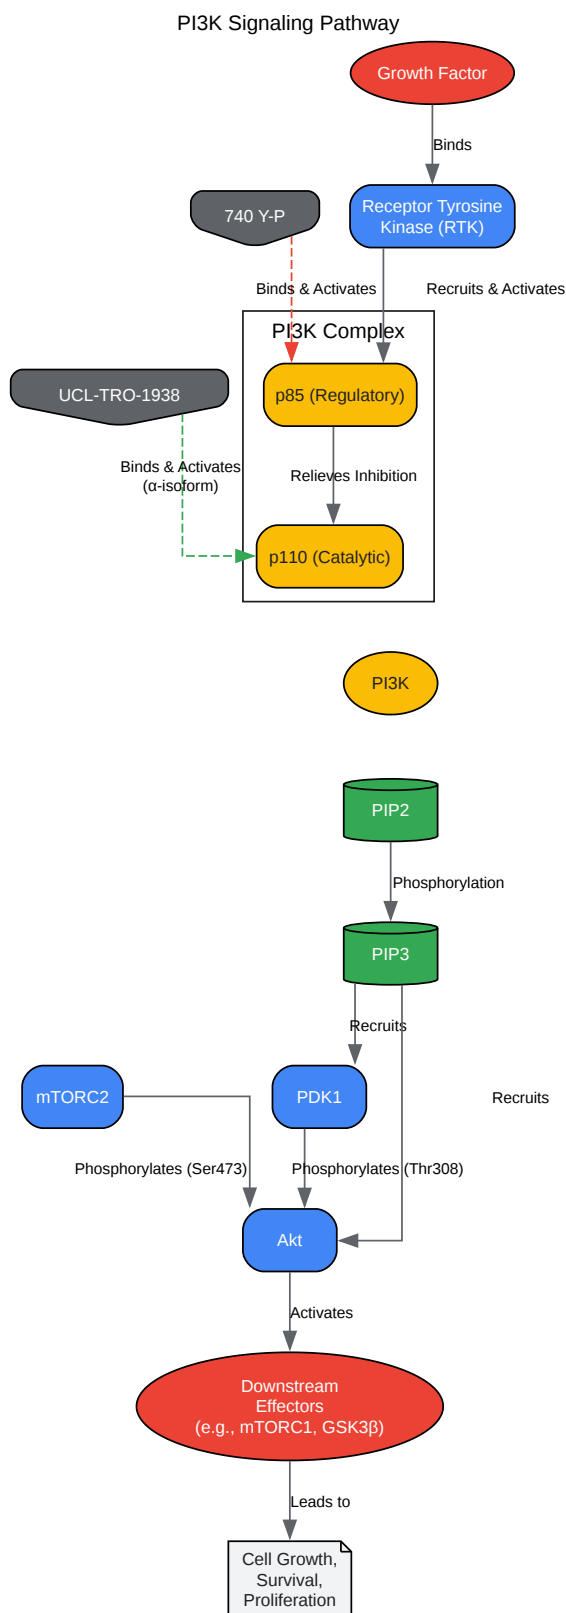 PI3K Signaling Pathway
Growth Factor
Binds
740 Y-P
Receptor Tyrosine
Kinase (RTK)
Binds & Activates
Recruits & Activates
PI3K Complex
UCL-TRO-1938
p85 (Regulatory)
Binds & Activates
(α-isoform)
Relieves Inhibition
p110 (Catalytic)
PI3K
PIP2
Phosphorylation
PIP3
Recruits
mTORC2
PDK1
Recruits
Phosphorylates (Ser473)
Phosphorylates (Thr308)
Akt
Activates
Downstream
Effectors
(e.g., mTORC1, GSK3β)
Leads to
Cell Growth,
Survival,
Proliferation